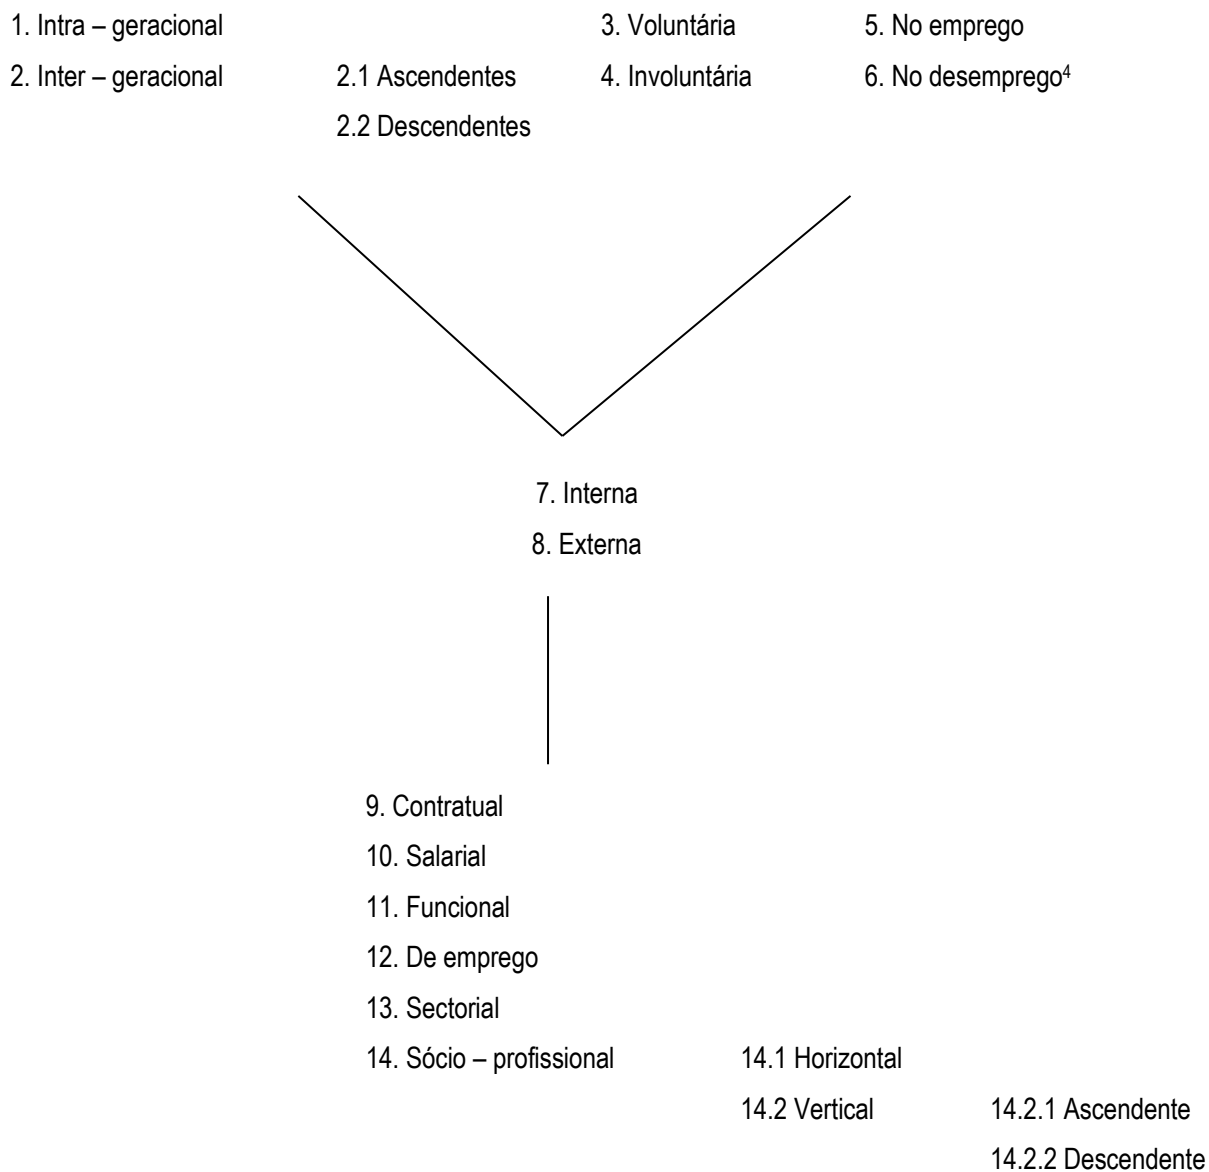 1. Intra – geracional 3. Voluntária 5. No emprego
2. Inter – geracional 2.1 Ascendentes 4. Involuntária 6. No desemprego⁴
2.2 Descendentes
7. Interna
8. Externa
9. Contratual
10. Salarial
11. Funcional
12. De emprego
13. Sectorial
14. Sócio – profissional 14.1 Horizontal
14.2 Vertical 14.2.1 Ascendente
14.2.2 Descendente